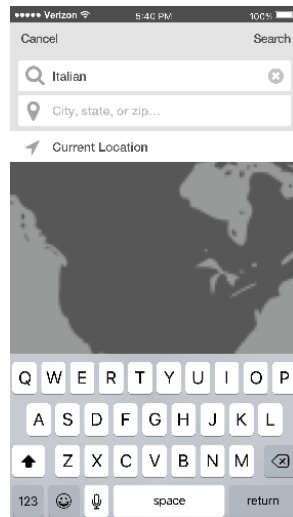 Verizon 5:40 PM 100%
Cancel Search
Italian
City, state, or zip...
Current Location
Q W E R T Y U I O P
A S D F G H J K L
Z X C V B N M
123 space return